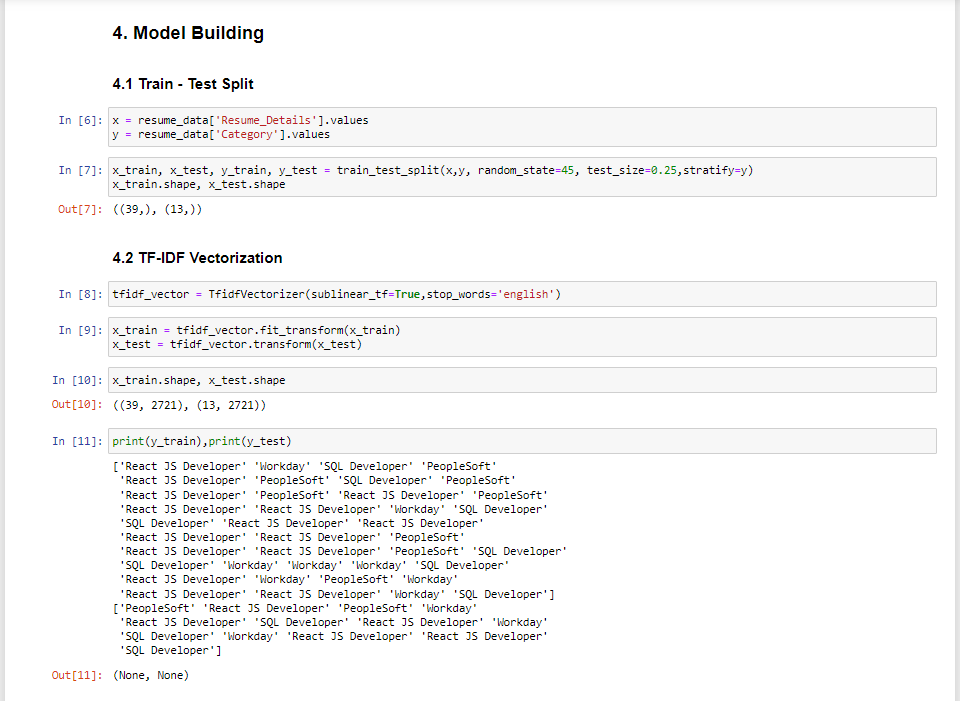 4. Model Building
4.1 Train - Test Split
In [6]: x = resume_data['Resume_Details'].values
y = resume_data['Category'].values
In [7]: x_train, x_test, y_train, y_test = train_test_split(x,y, random_state=45, test_size=0.25,stratify=y)
x_train.shape, x_test.shape
Out[7]: ((39,), (13,))
4.2 TF-IDF Vectorization
In [8]: tfidf_vector = TfidfVectorizer(sublinear_tf=True,stop_words='english')
In [9]: x_train = tfidf_vector.fit_transform(x_train)
x_test = tfidf_vector.transform(x_test)
In [10]: x_train.shape, x_test.shape
Out[10]: ((39, 2721), (13, 2721))
In [11]: print(y_train),print(y_test)
['React JS Developer' 'Workday' 'SQL Developer' 'PeopleSoft'
'React JS Developer' 'PeopleSoft' 'SQL Developer' 'PeopleSoft'
'React JS Developer' 'PeopleSoft' 'React JS Developer' 'PeopleSoft'
'React JS Developer' 'React JS Developer' 'Workday' 'SQL Developer'
'SQL Developer' 'React JS Developer' 'React JS Developer'
'React JS Developer' 'React JS Developer' 'PeopleSoft'
'React JS Developer' 'React JS Developer' 'PeopleSoft' 'SQL Developer'
'SQL Developer' 'Workday' 'Workday' 'Workday' 'SQL Developer'
'React JS Developer' 'Workday' 'PeopleSoft' 'Workday'
'React JS Developer' 'React JS Developer' 'Workday' 'SQL Developer']
['PeopleSoft' 'React JS Developer' 'PeopleSoft' 'Workday'
'React JS Developer' 'SQL Developer' 'React JS Developer' 'Workday'
'SQL Developer' 'Workday' 'React JS Developer' 'React JS Developer'
'SQL Developer']
Out[11]: (None, None)